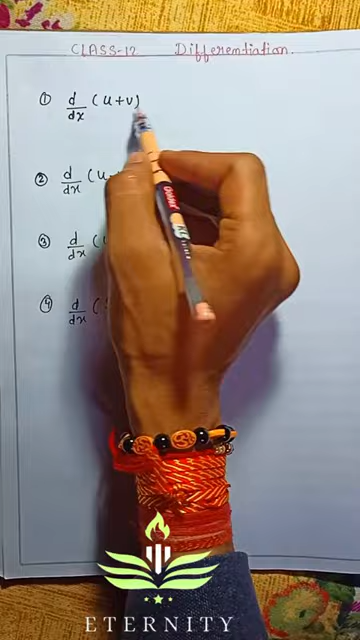 CLASS-12 Differentiation.
① d/dx (u+v)
② d/dx (u
③ d/dx (
④ d/dx (
ETERNITY